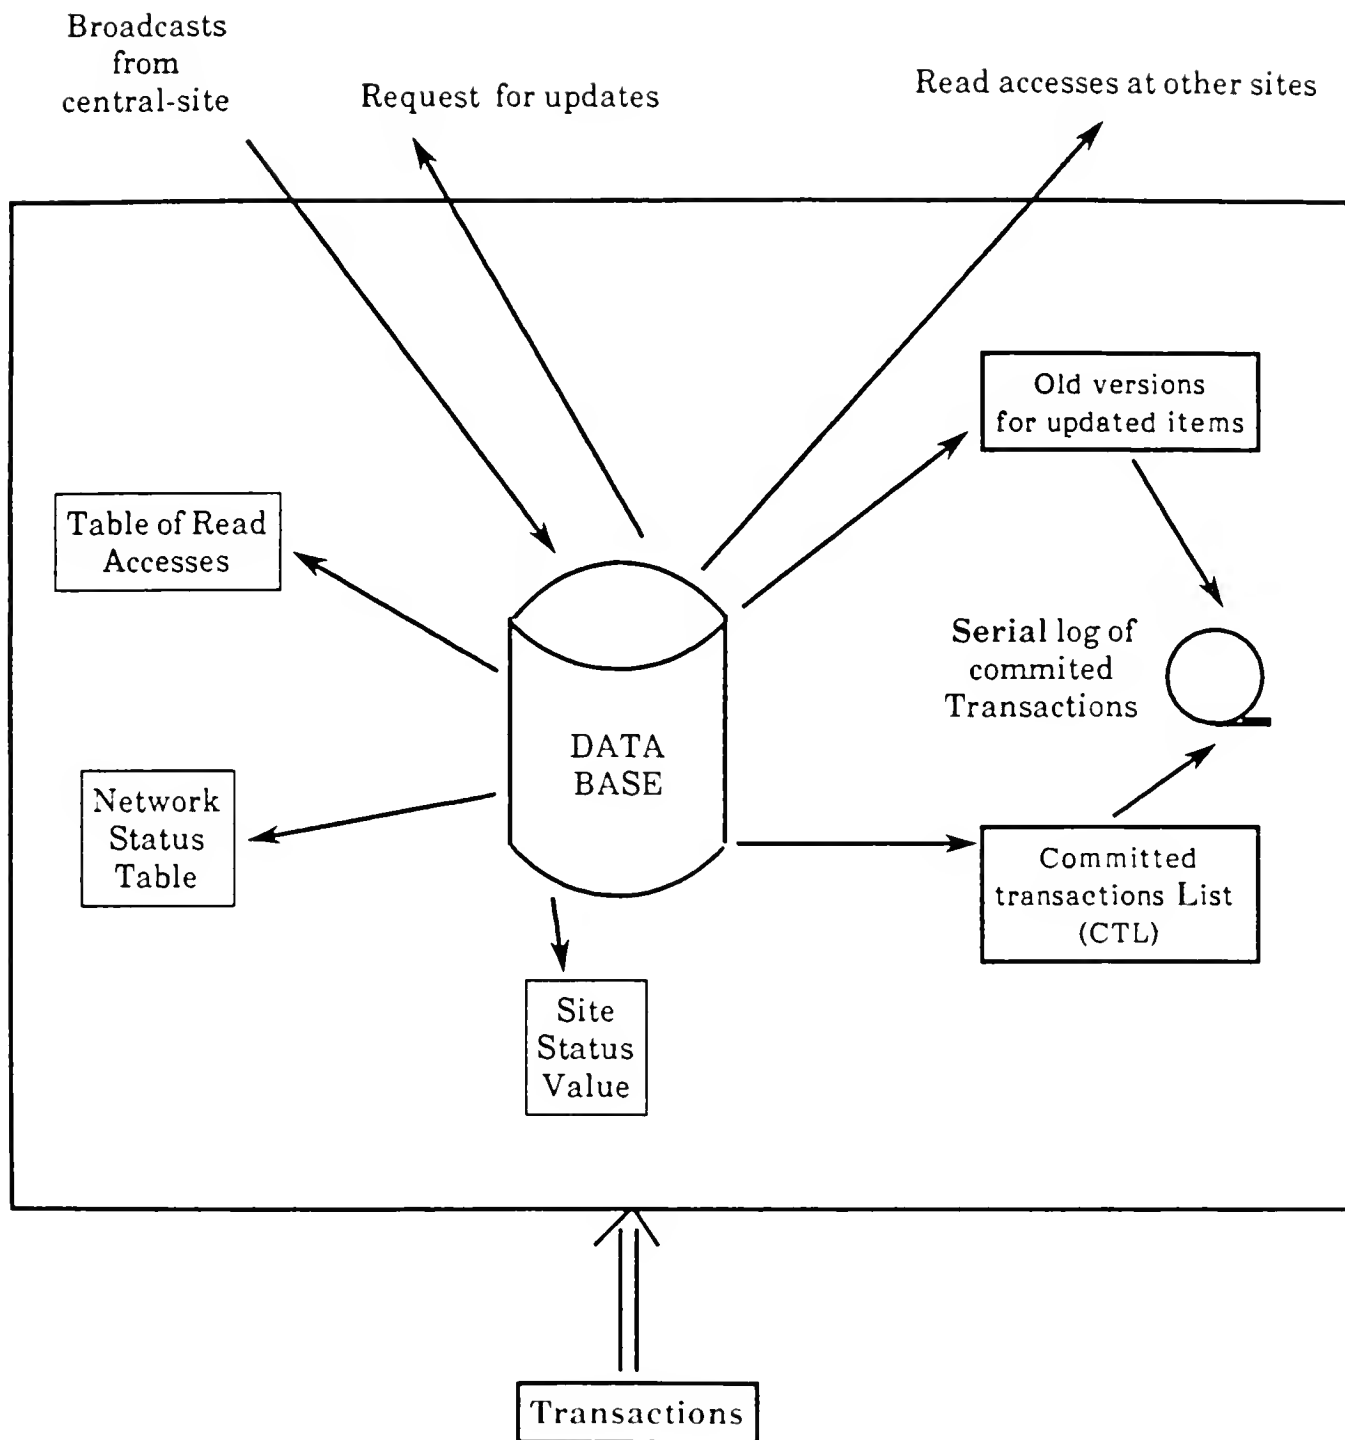 Broadcasts
from
central-site
Request for updates
Read accesses at other sites
Old versions
for updated items
Table of Read
Accesses
Serial log of
commited
Transactions
DATA
BASE
Network
Status
Table
Committed
transactions List
(CTL)
Site
Status
Value
Transactions